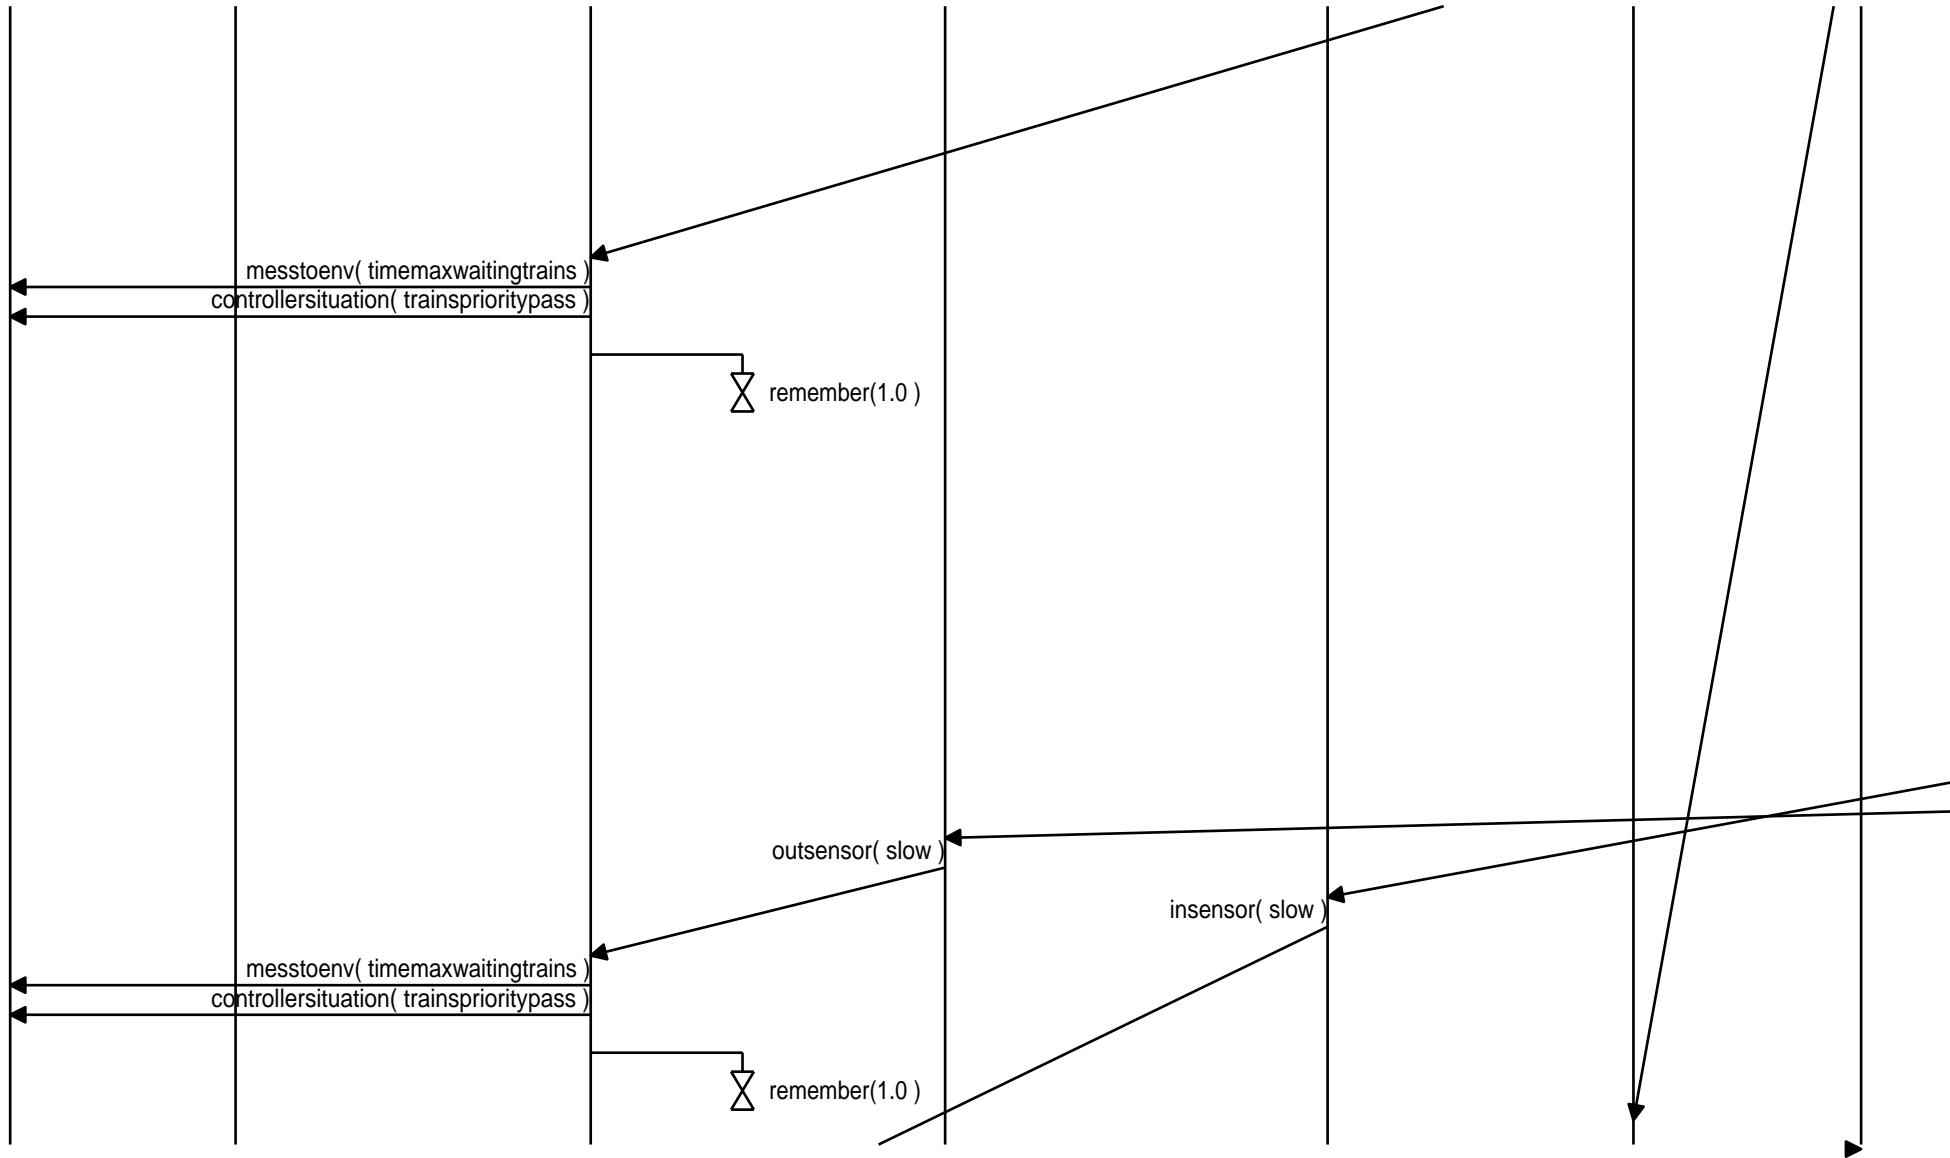 messtoenv( timemaxwaitingtrains )
controllersituation( trainsprioritypass )
remember(1.0 )
outsensor( slow )
insensor( slow )
messtoenv( timemaxwaitingtrains )
controllersituation( trainsprioritypass )
remember(1.0 )